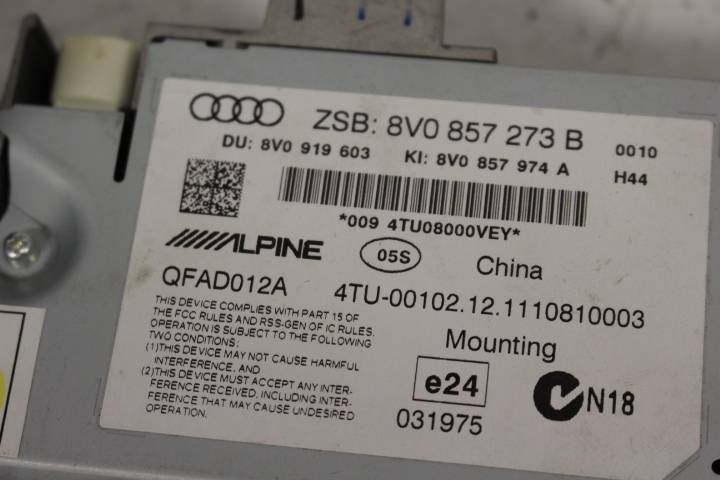 ZSB: 8V0 857 273 B 0010
DU: 8V0 919 603 KI: 8V0 857 974 A H44
*009 4TU08000VEY*
ALPINE 05S China
QFAD012A 4TU-00102.12.1110810003
THIS DEVICE COMPLIES WITH PART 15 OF
THE FCC RULES AND RSS-GEN OF IC RULES.
OPERATION IS SUBJECT TO THE FOLLOWING
TWO CONDITIONS:
(1)THIS DEVICE MAY NOT CAUSE HARMFUL
INTERFERENCE, AND
(2)THIS DEVICE MUST ACCEPT ANY INTER-
FERENCE RECEIVED, INCLUDING INTER-
FERENCE THAT MAY CAUSE UNDESIRED
OPERATION.
Mounting
e24
N18
031975